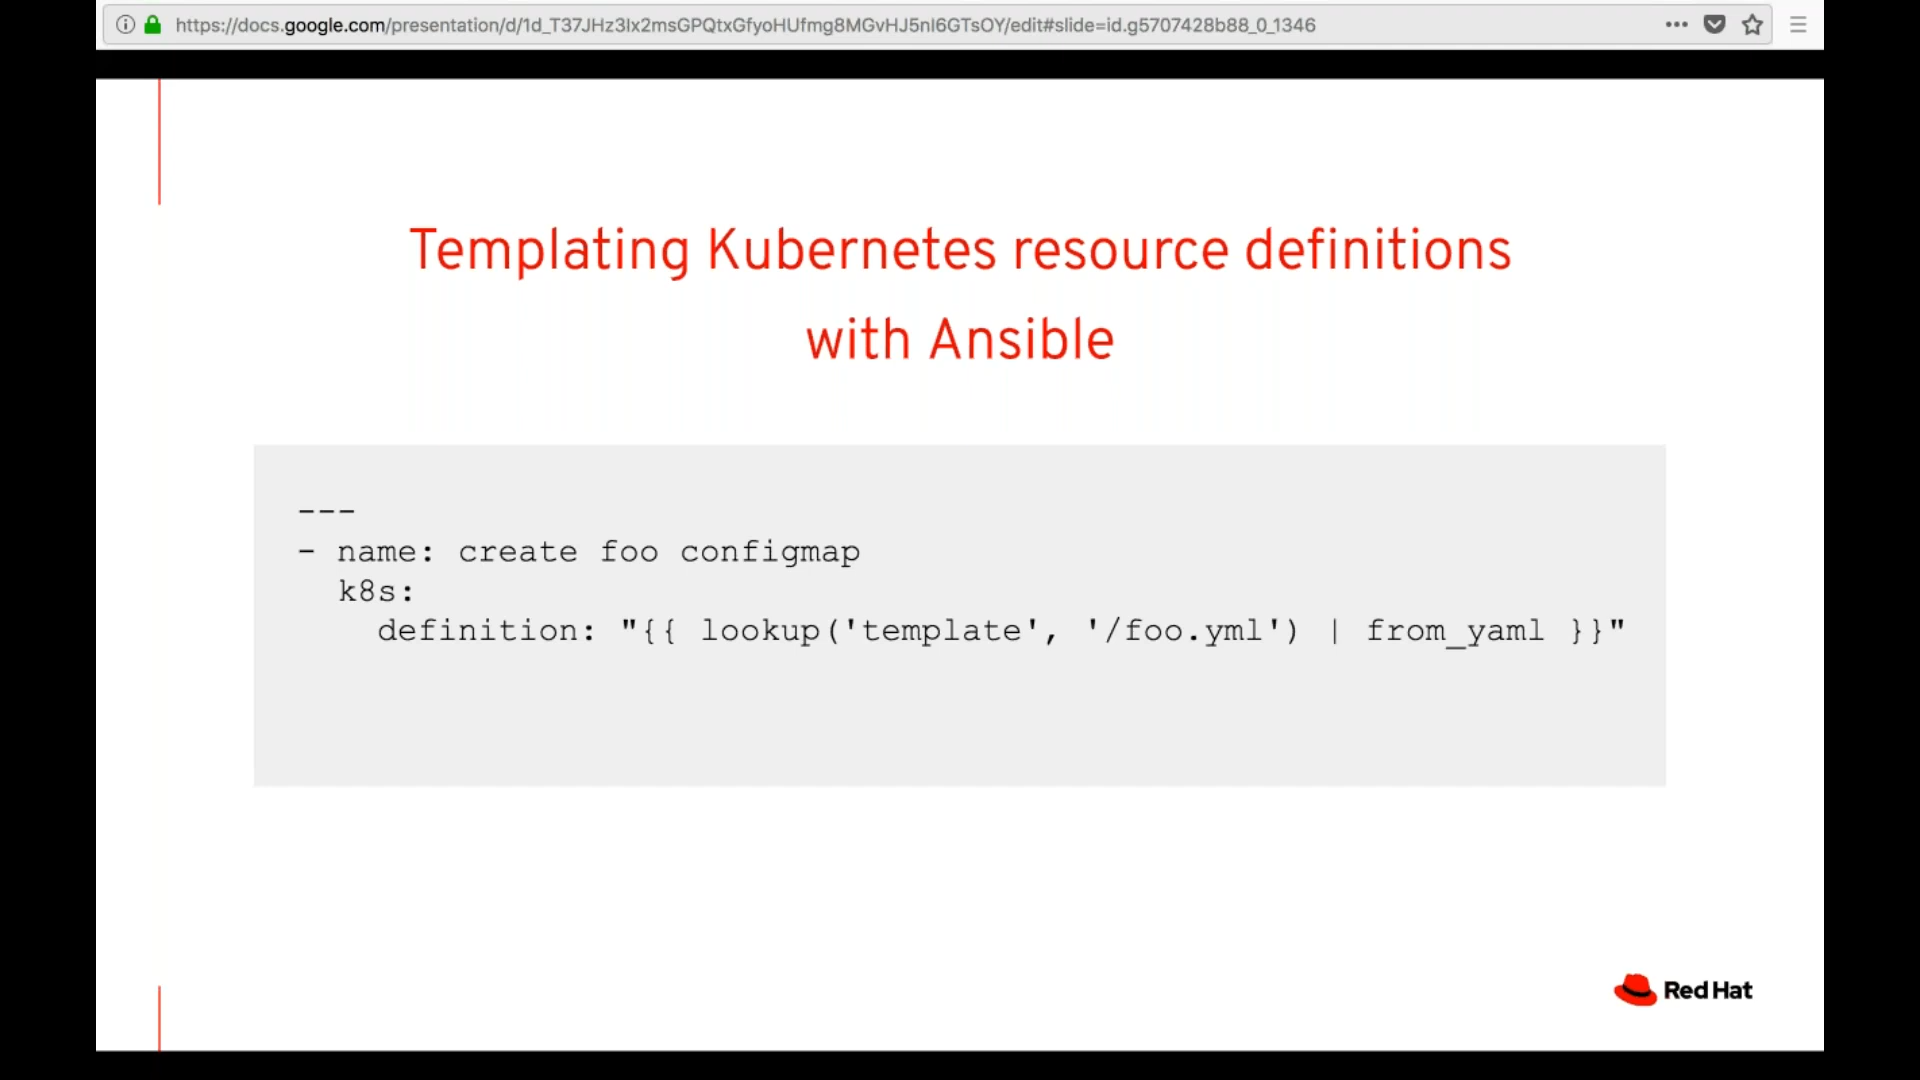 https://docs.google.com/presentation/d/1d_T37JHz3Ix2msGPQtxGfyoHUfmg8MGvHJ5nI6GTsOY/edit#slide=id.g5707428b88_0_1346
Templating Kubernetes resource definitions
with Ansible
---
- name: create foo configmap
  k8s:
    definition: "{{ lookup('template', '/foo.yml') | from_yaml }}"
Red Hat